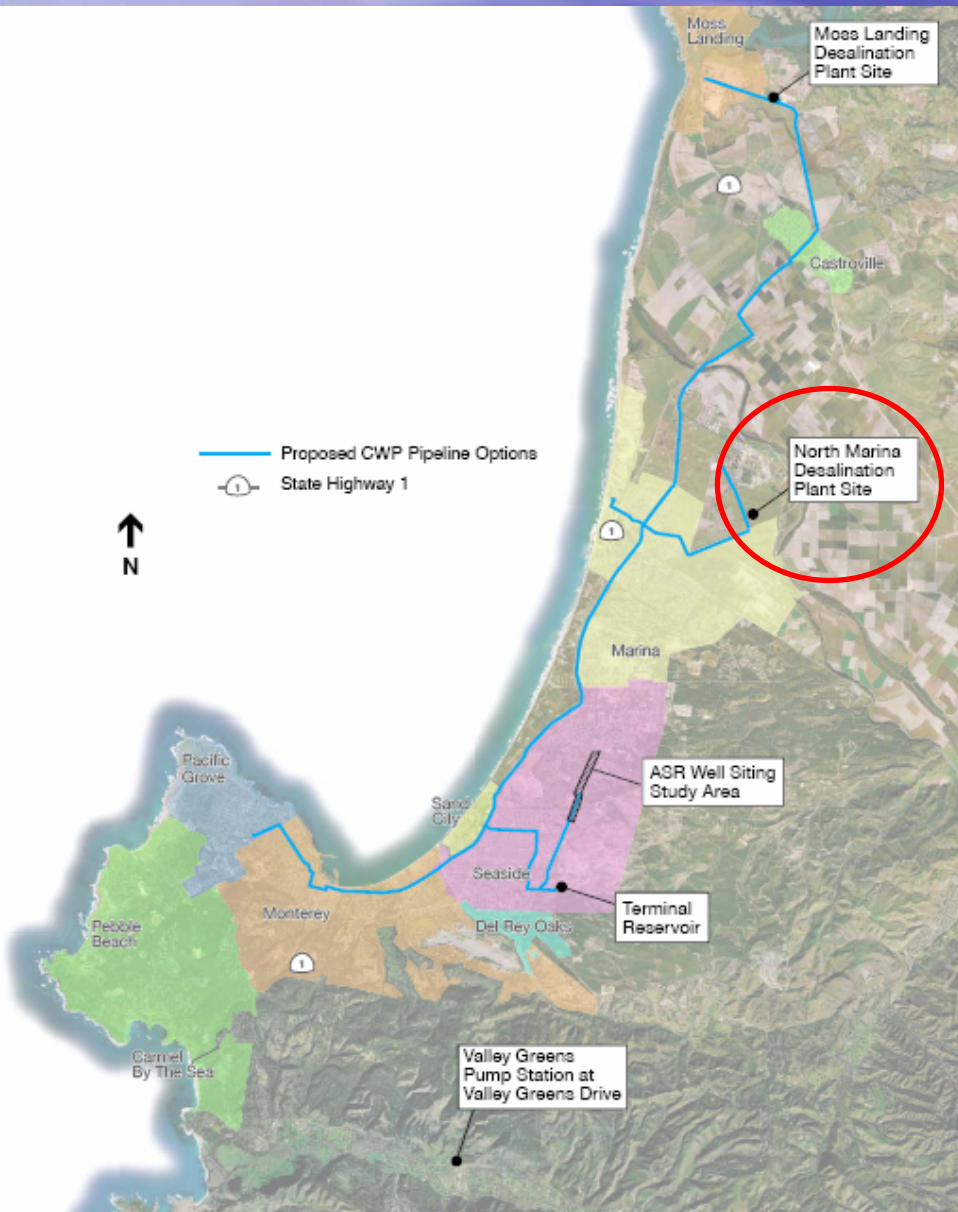 Moss
Landing
Moss Landing
Desalination
Plant Site
1
Castroville
Proposed CWP Pipeline Options
1
State Highway 1
N
North Marina
Desalination
Plant Site
1
Marina
Pacific
Grove
ASR Well Siting
Study Area
Sand
City
Seaside
Terminal
Reservoir
Monterey
Del Rey Oaks
Pebble
Beach
1
Carmel
By The Sea
Valley Greens
Pump Station at
Valley Greens Drive